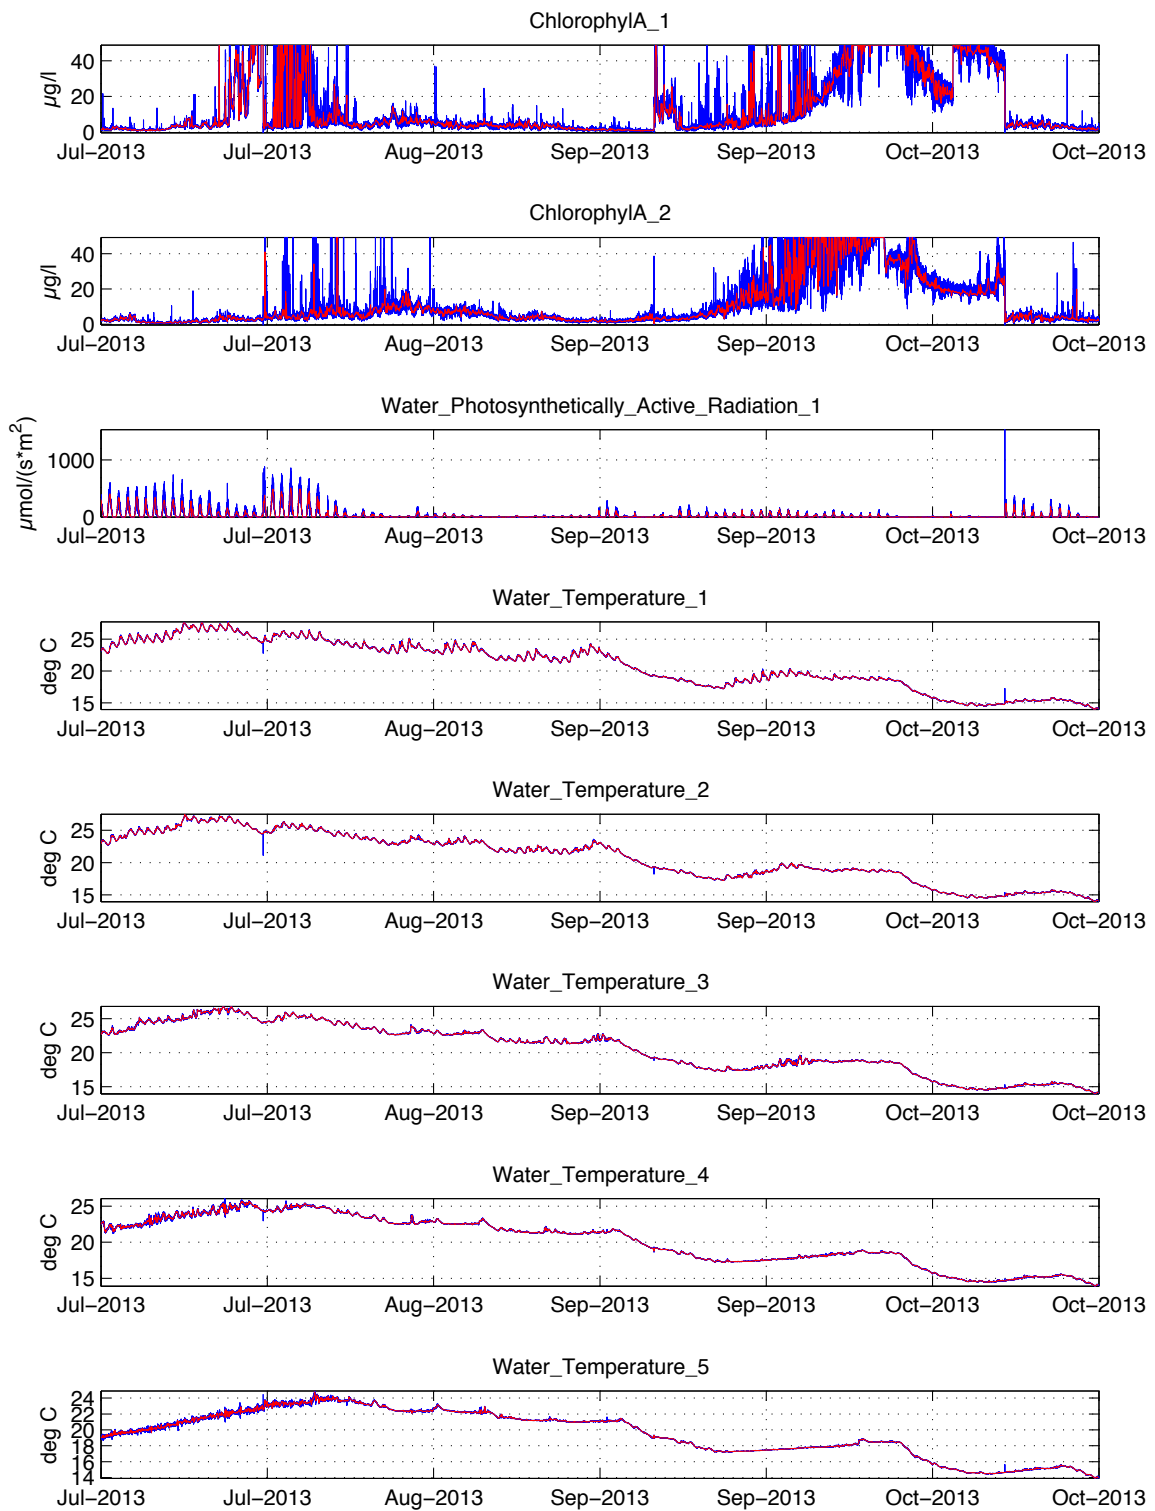 ChlorophylA_1
µg/l
40
20
0
Jul−2013 Jul−2013 Aug−2013 Sep−2013 Sep−2013 Oct−2013 Oct−2013
ChlorophylA_2
µg/l
40
20
0
Jul−2013 Jul−2013 Aug−2013 Sep−2013 Sep−2013 Oct−2013 Oct−2013
Water_Photosynthetically_Active_Radiation_1
µmol/(s*m²)
1000
0
Jul−2013 Jul−2013 Aug−2013 Sep−2013 Sep−2013 Oct−2013 Oct−2013
Water_Temperature_1
deg C
25
20
15
Jul−2013 Jul−2013 Aug−2013 Sep−2013 Sep−2013 Oct−2013 Oct−2013
Water_Temperature_2
deg C
25
20
15
Jul−2013 Jul−2013 Aug−2013 Sep−2013 Sep−2013 Oct−2013 Oct−2013
Water_Temperature_3
deg C
25
20
15
Jul−2013 Jul−2013 Aug−2013 Sep−2013 Sep−2013 Oct−2013 Oct−2013
Water_Temperature_4
deg C
25
20
15
Jul−2013 Jul−2013 Aug−2013 Sep−2013 Sep−2013 Oct−2013 Oct−2013
Water_Temperature_5
deg C
24
22
20
18
16
14
Jul−2013 Jul−2013 Aug−2013 Sep−2013 Sep−2013 Oct−2013 Oct−2013